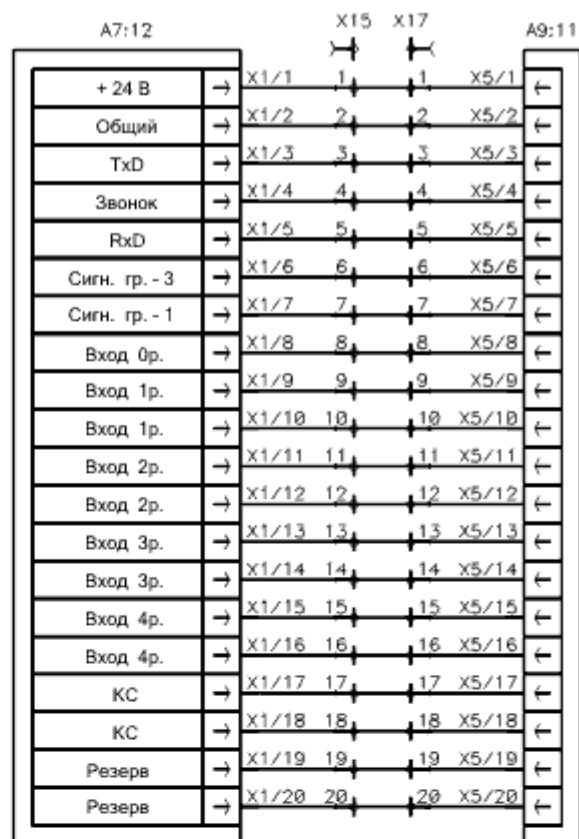 A7:12 X15 X17 A9:11
+ 24 В X1/1 1 1 X5/1
Общий X1/2 2 2 X5/2
TxD X1/3 3 3 X5/3
Звонок X1/4 4 4 X5/4
RxD X1/5 5 5 X5/5
Сигн. гр. - 3 X1/6 6 6 X5/6
Сигн. гр. - 1 X1/7 7 7 X5/7
Вход 0р. X1/8 8 8 X5/8
Вход 1р. X1/9 9 9 X5/9
Вход 1р. X1/10 10 10 X5/10
Вход 2р. X1/11 11 11 X5/11
Вход 2р. X1/12 12 12 X5/12
Вход 3р. X1/13 13 13 X5/13
Вход 3р. X1/14 14 14 X5/14
Вход 4р. X1/15 15 15 X5/15
Вход 4р. X1/16 16 16 X5/16
КС X1/17 17 17 X5/17
КС X1/18 18 18 X5/18
Резерв X1/19 19 19 X5/19
Резерв X1/20 20 20 X5/20